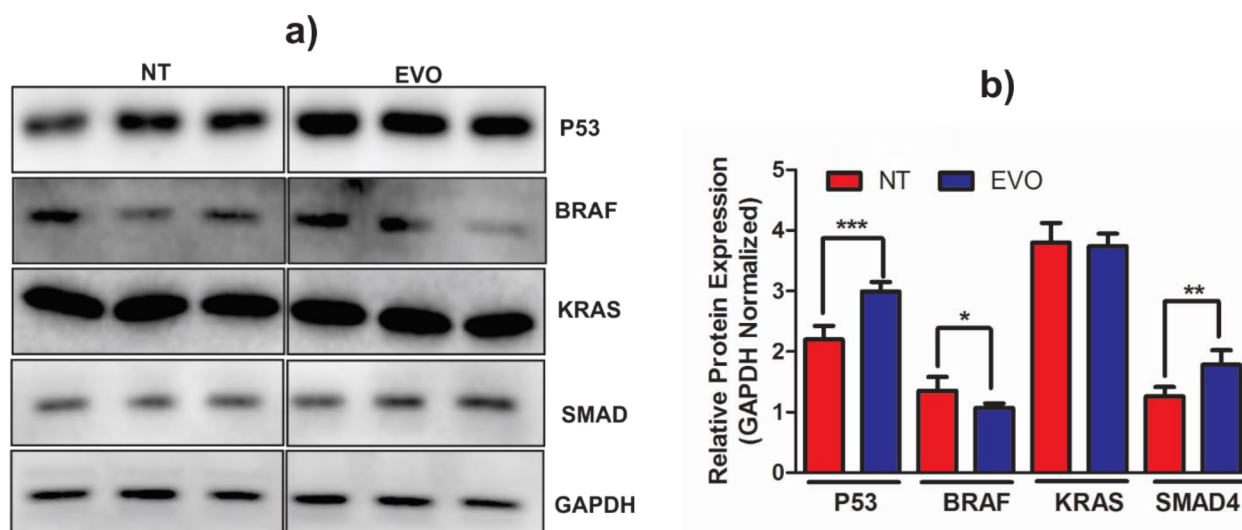 a)
NT EVO
P53
BRAF
KRAS
SMAD
GAPDH
b)
Relative Protein Expression
(GAPDH Normalized)
5
4
3
2
1
0
NT EVO
***
*
**
P53 BRAF KRAS SMAD4